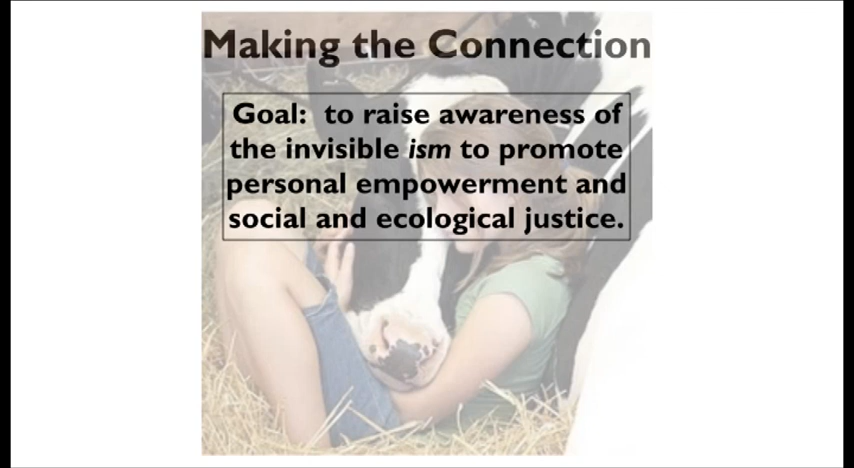 Making the Connection
Goal: to raise awareness of
the invisible ism to promote
personal empowerment and
social and ecological justice.